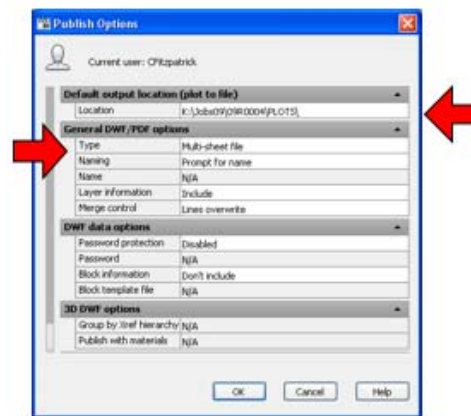 Publish Options
Current user: CFitzpatrick
Default output location (plot to file)
Location K:\Jobs09\09R0004\PLOTS\
General DWF/PDF options
Type Multi-sheet file
Naming Prompt for name
Name N/A
Layer information Include
Merge control Lines overwrite
DWF data options
Password protection Disabled
Password N/A
Block information Don't include
Block template file N/A
3D DWF options
Group by Xref hierarchy N/A
Publish with materials N/A
OK Cancel Help